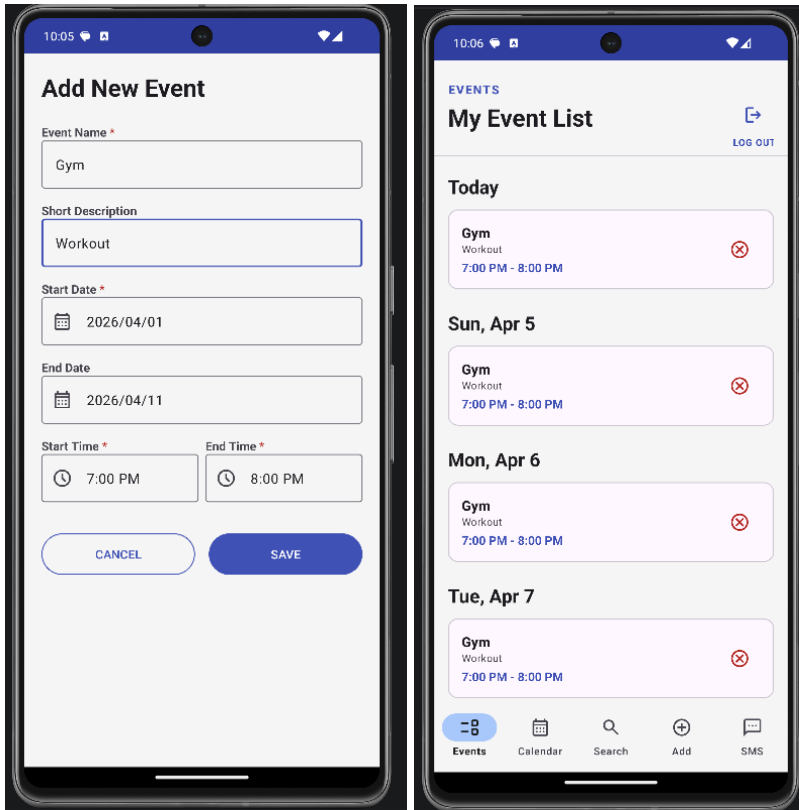 10:05
Add New Event
Event Name *
Gym
Short Description
Workout
Start Date *
2026/04/01
End Date
2026/04/11
Start Time * End Time *
7:00 PM 8:00 PM
CANCEL SAVE
10:06
EVENTS
My Event List
LOG OUT
Today
Gym
Workout
7:00 PM - 8:00 PM
Sun, Apr 5
Gym
Workout
7:00 PM - 8:00 PM
Mon, Apr 6
Gym
Workout
7:00 PM - 8:00 PM
Tue, Apr 7
Gym
Workout
7:00 PM - 8:00 PM
Events Calendar Search Add SMS